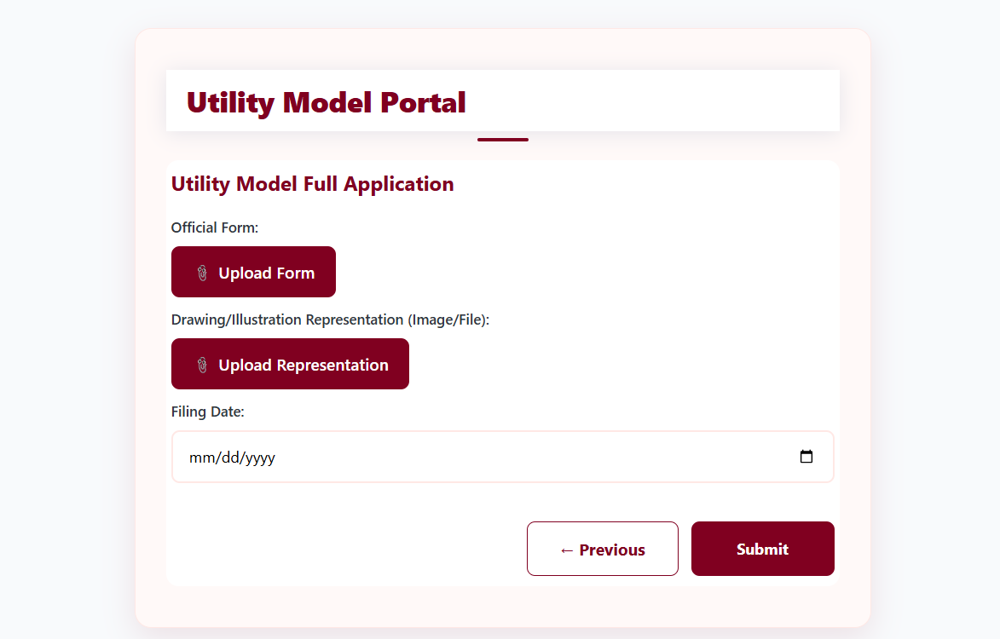 Utility Model Portal
Utility Model Full Application
Official Form:
Upload Form
Drawing/Illustration Representation (Image/File):
Upload Representation
Filing Date:
mm/dd/yyyy
← Previous
Submit